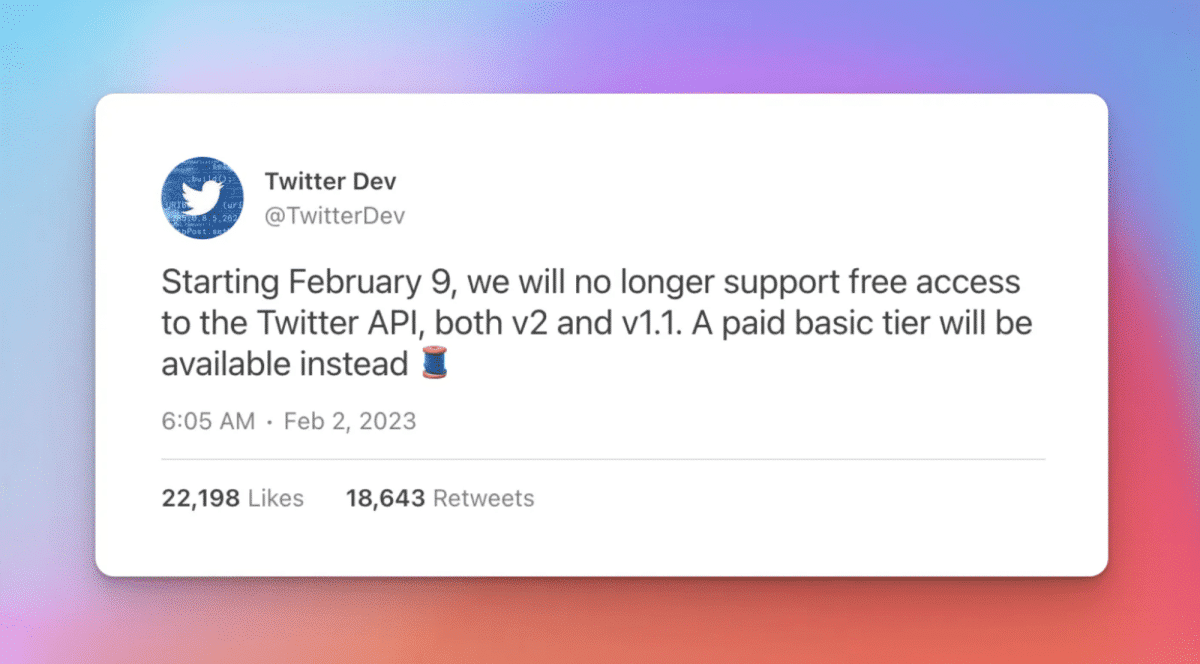 Twitter Dev
@TwitterDev
Starting February 9, we will no longer support free access
to the Twitter API, both v2 and v1.1. A paid basic tier will be
available instead 🧵
6:05 AM · Feb 2, 2023
22,198 Likes 18,643 Retweets